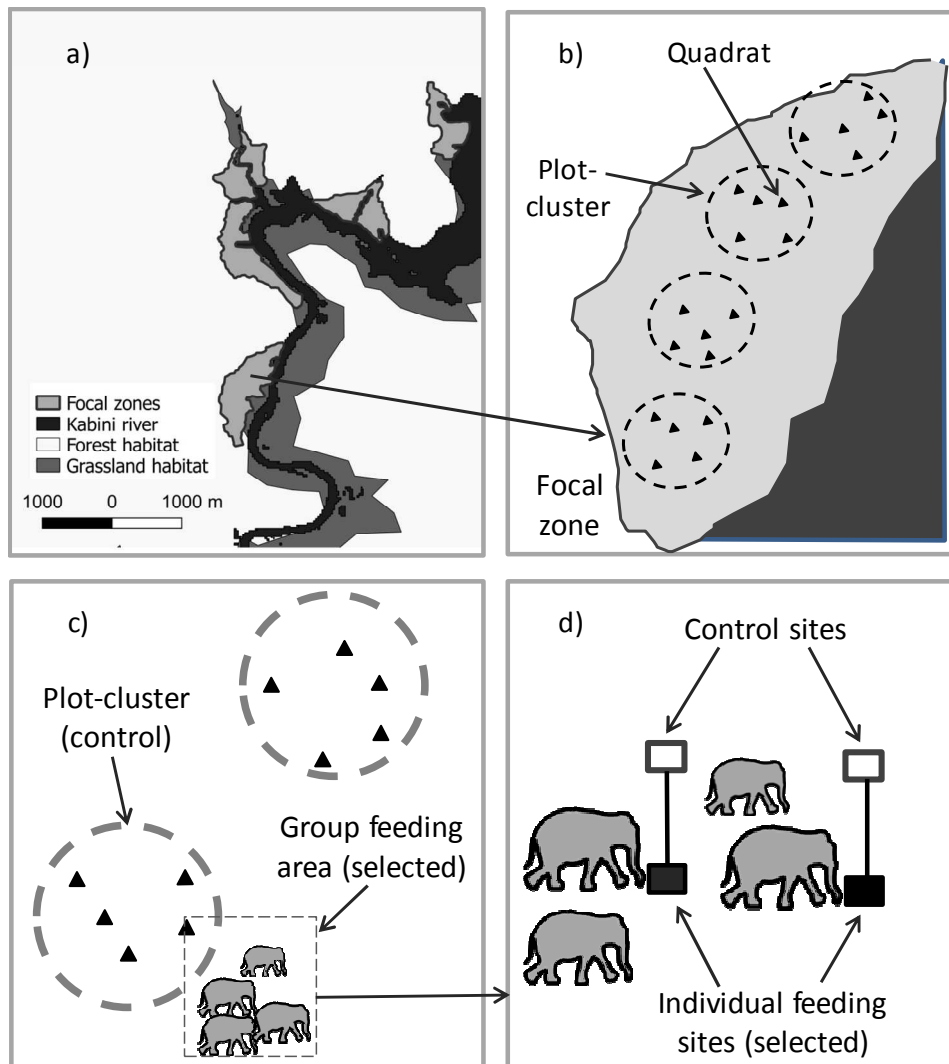 a)
Focal zones
Kabini river
Forest habitat
Grassland habitat
1000 0 1000 m
b)
Quadrat
Plot-
cluster
Focal
zone
c)
Plot-cluster
(control)
Group feeding
area (selected)
d)
Control sites
Individual feeding
sites (selected)